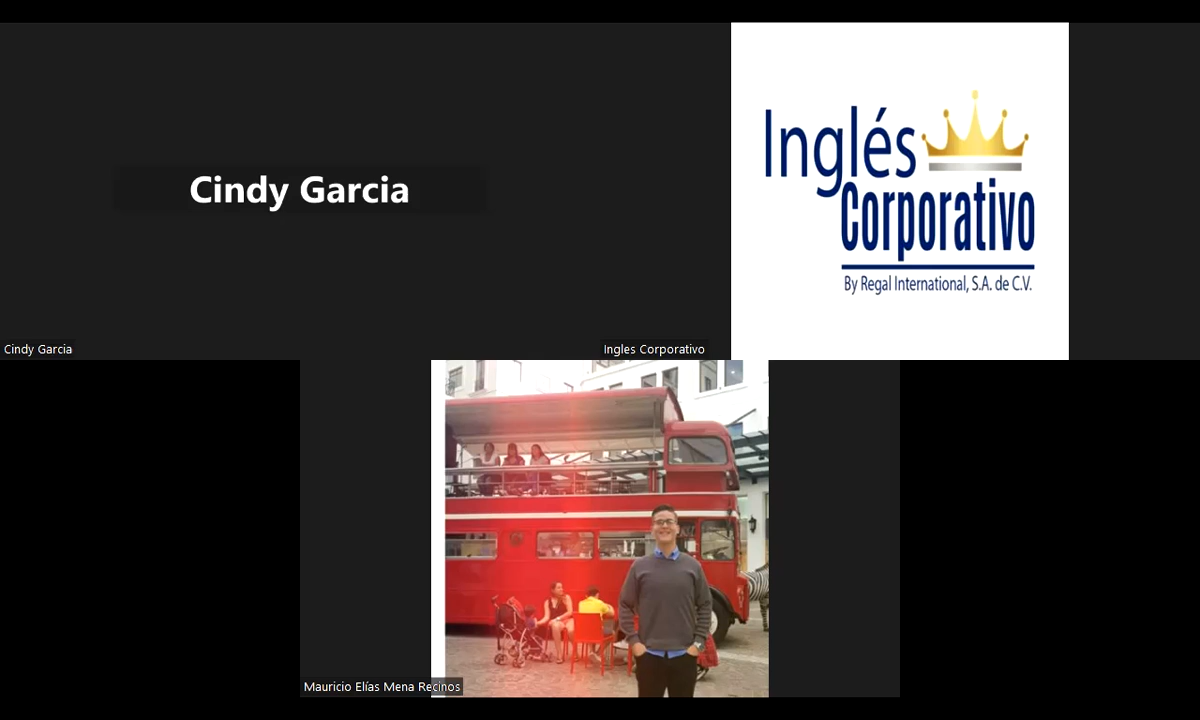 Cindy Garcia
Inglés
Corporativo
By Regal International, S.A. de C.V.
Cindy Garcia
Ingles Corporativo
Mauricio Elías Mena Recinos